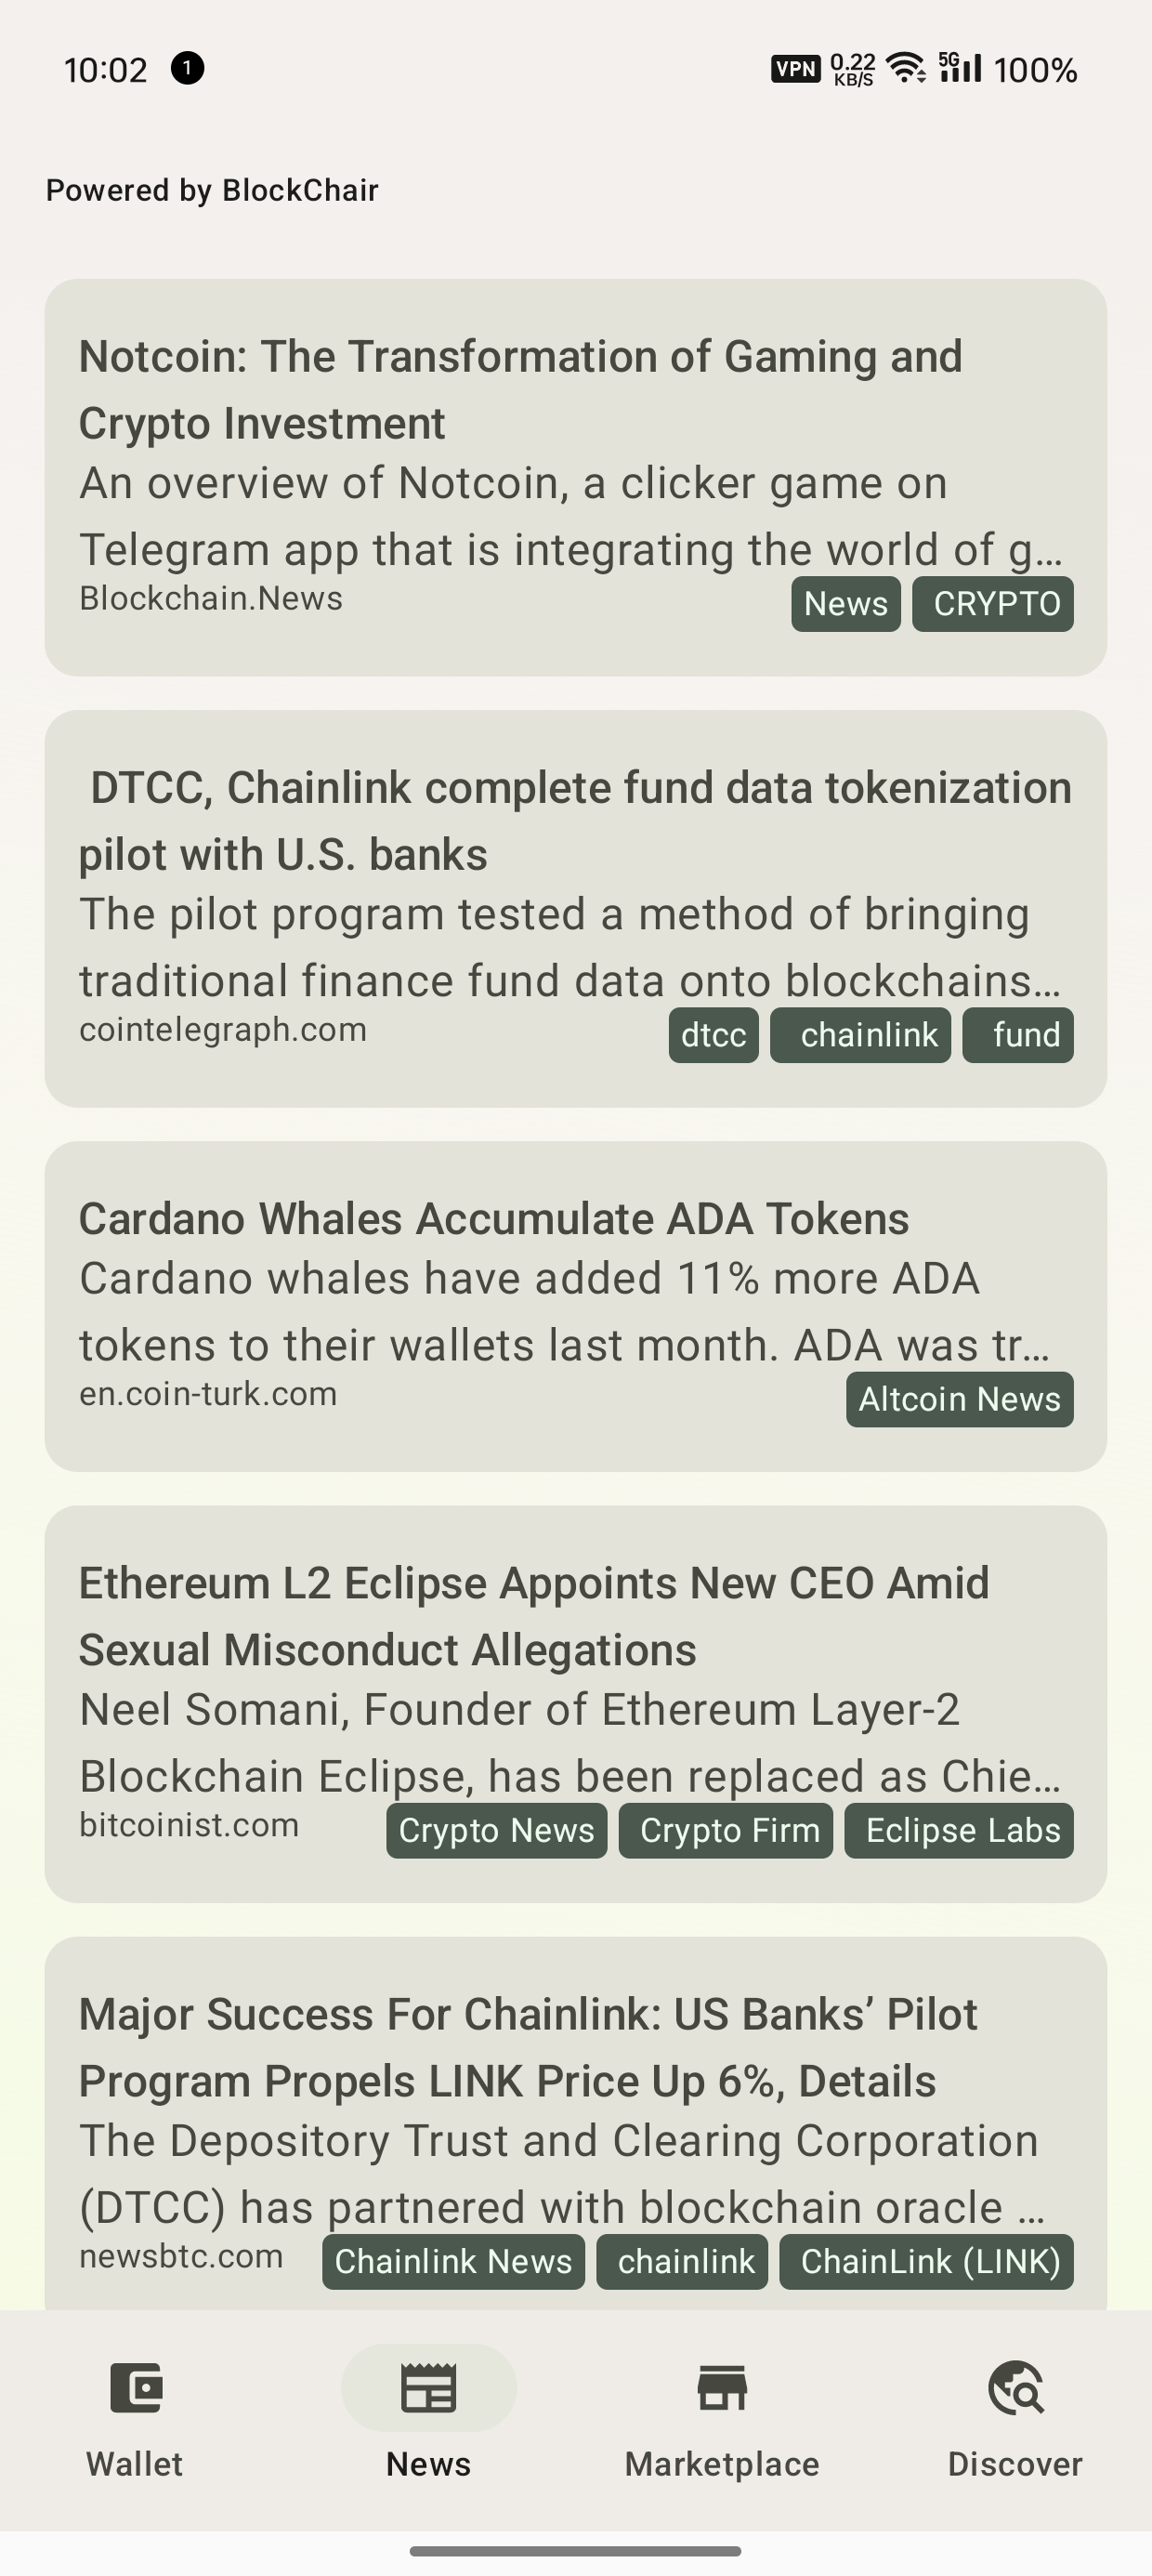 10:02 1 VPN 0.22 KB/S 5G 100%
Powered by BlockChair
Notcoin: The Transformation of Gaming and
Crypto Investment
An overview of Notcoin, a clicker game on
Telegram app that is integrating the world of g…
Blockchain.News News CRYPTO
DTCC, Chainlink complete fund data tokenization
pilot with U.S. banks
The pilot program tested a method of bringing
traditional finance fund data onto blockchains…
cointelegraph.com dtcc chainlink fund
Cardano Whales Accumulate ADA Tokens
Cardano whales have added 11% more ADA
tokens to their wallets last month. ADA was tr…
en.coin-turk.com Altcoin News
Ethereum L2 Eclipse Appoints New CEO Amid
Sexual Misconduct Allegations
Neel Somani, Founder of Ethereum Layer-2
Blockchain Eclipse, has been replaced as Chie…
bitcoinist.com Crypto News Crypto Firm Eclipse Labs
Major Success For Chainlink: US Banks’ Pilot
Program Propels LINK Price Up 6%, Details
The Depository Trust and Clearing Corporation
(DTCC) has partnered with blockchain oracle …
newsbtc.com Chainlink News chainlink ChainLink (LINK)
Wallet News Marketplace Discover